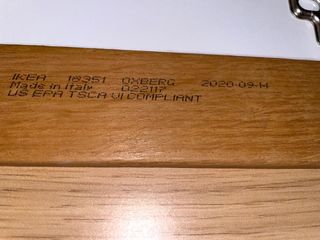 IKEA 18351 OXBERG 2020-09-14
Made in Italy 022117
US EPA TSCA VI COMPLIANT